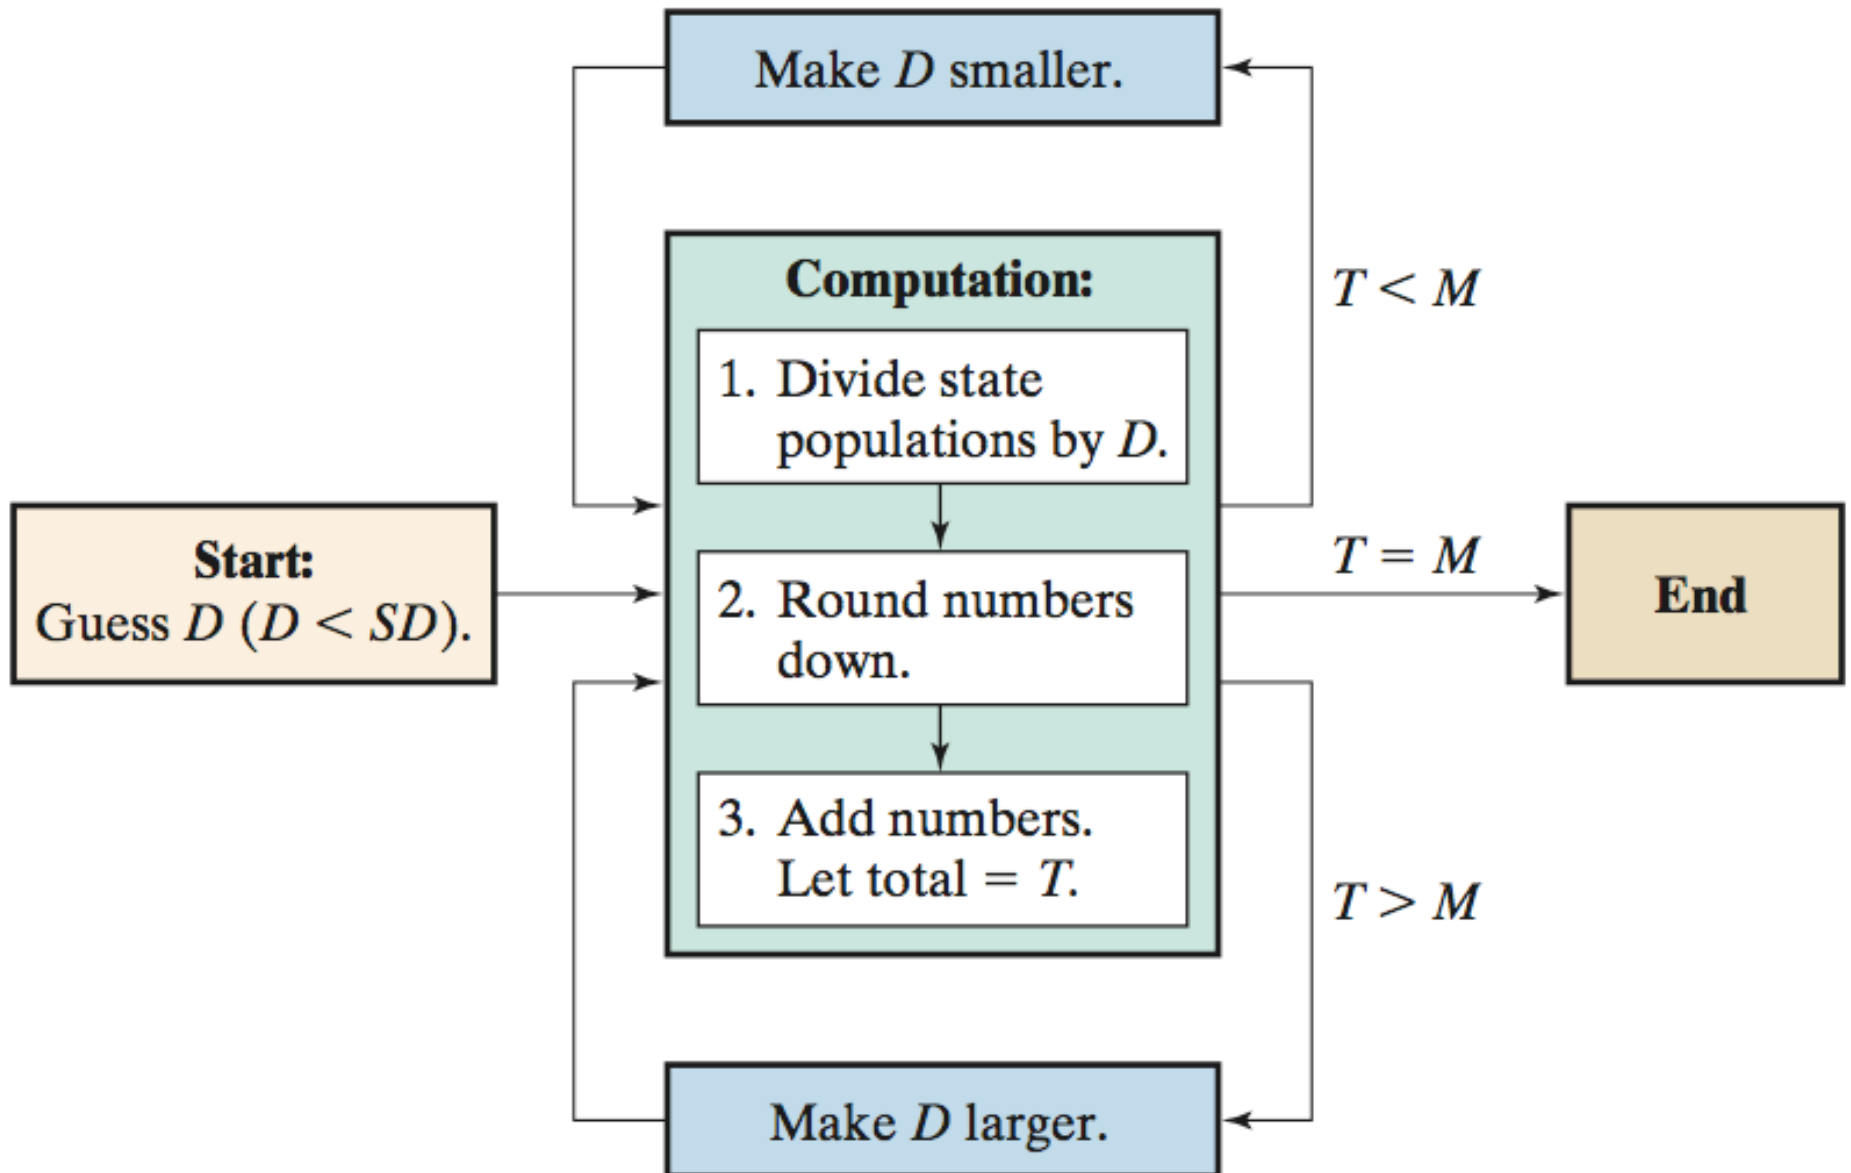 Make D smaller.
Computation:
T < M
1. Divide state
populations by D.
Start:
Guess D (D < SD).
T = M
End
2. Round numbers
down.
3. Add numbers.
Let total = T.
T > M
Make D larger.